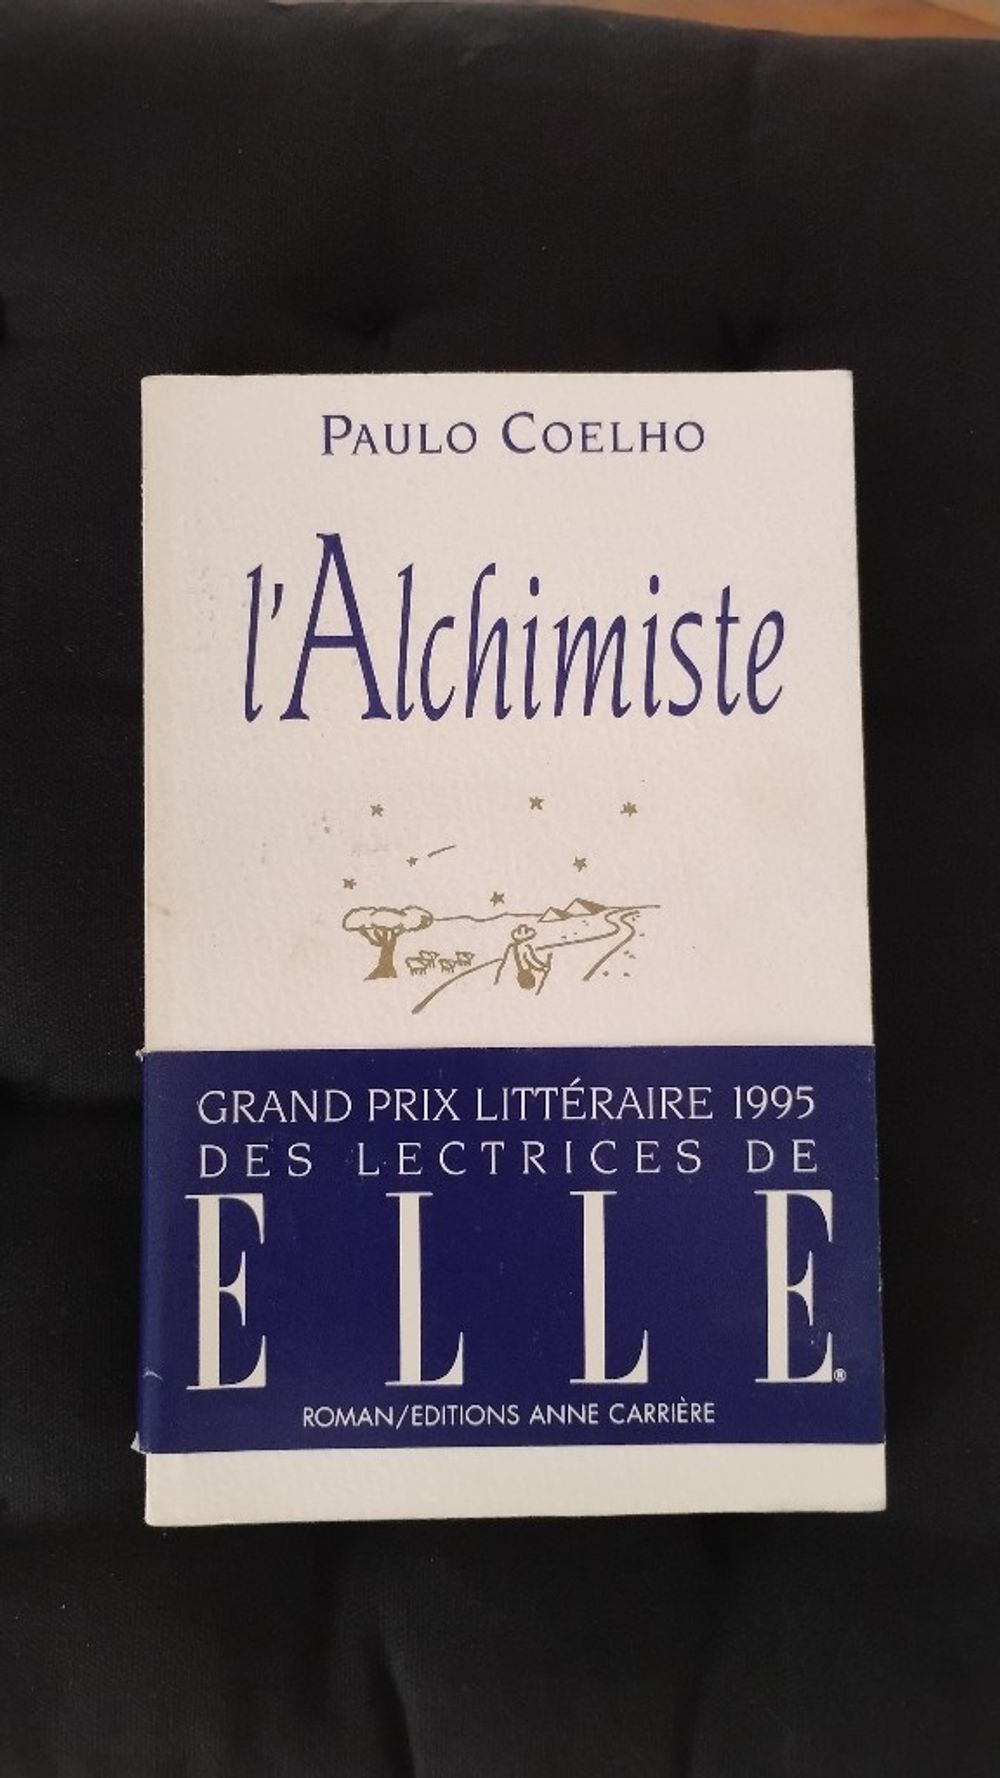 PAULO COELHO
l'Alchimiste
GRAND PRIX LITTÉRAIRE 1995
DES LECTRICES DE
ELLE®
ROMAN/EDITIONS ANNE CARRIÈRE